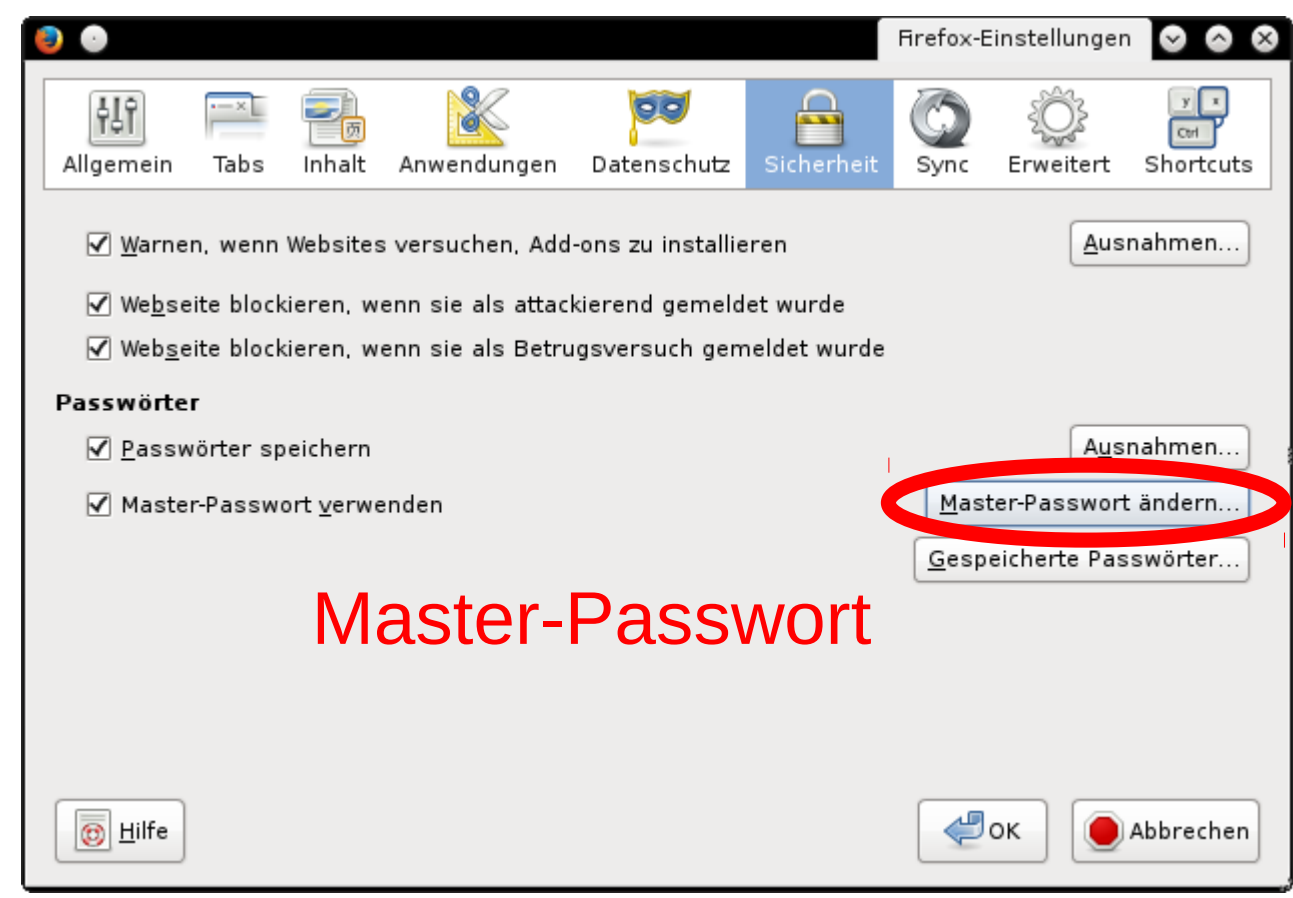 Firefox-Einstellungen
Allgemein Tabs Inhalt Anwendungen Datenschutz Sicherheit Sync Erweitert Shortcuts
页 y x Ctrl
Warnen, wenn Websites versuchen, Add-ons zu installieren Ausnahmen...
Webseite blockieren, wenn sie als attackierend gemeldet wurde
Webseite blockieren, wenn sie als Betrugsversuch gemeldet wurde
Passwörter
Passwörter speichern Ausnahmen...
Master-Passwort verwenden Master-Passwort ändern...
Gespeicherte Passwörter...
Master-Passwort
Hilfe OK Abbrechen